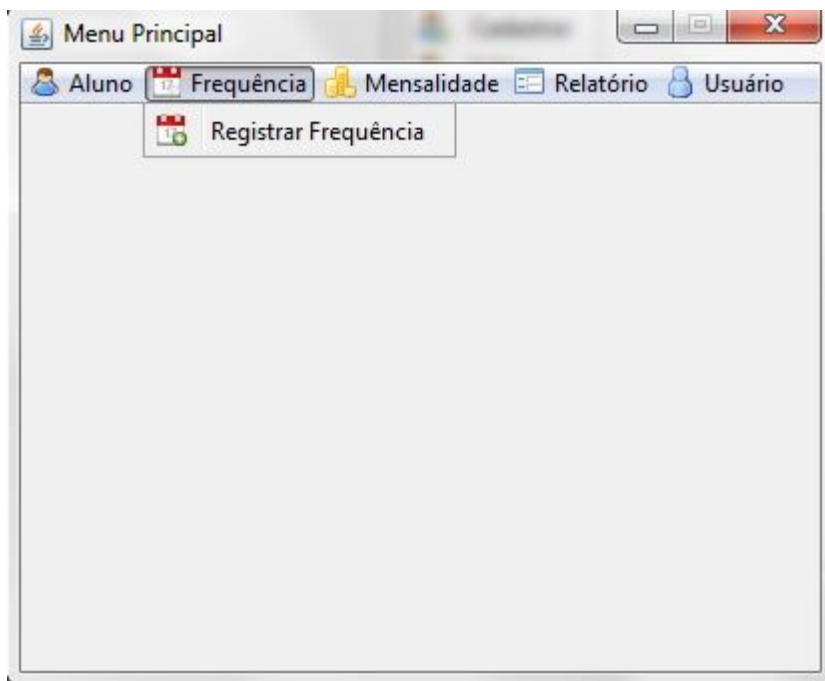 Menu Principal
Aluno Frequência Mensalidade Relatório Usuário
Registrar Frequência